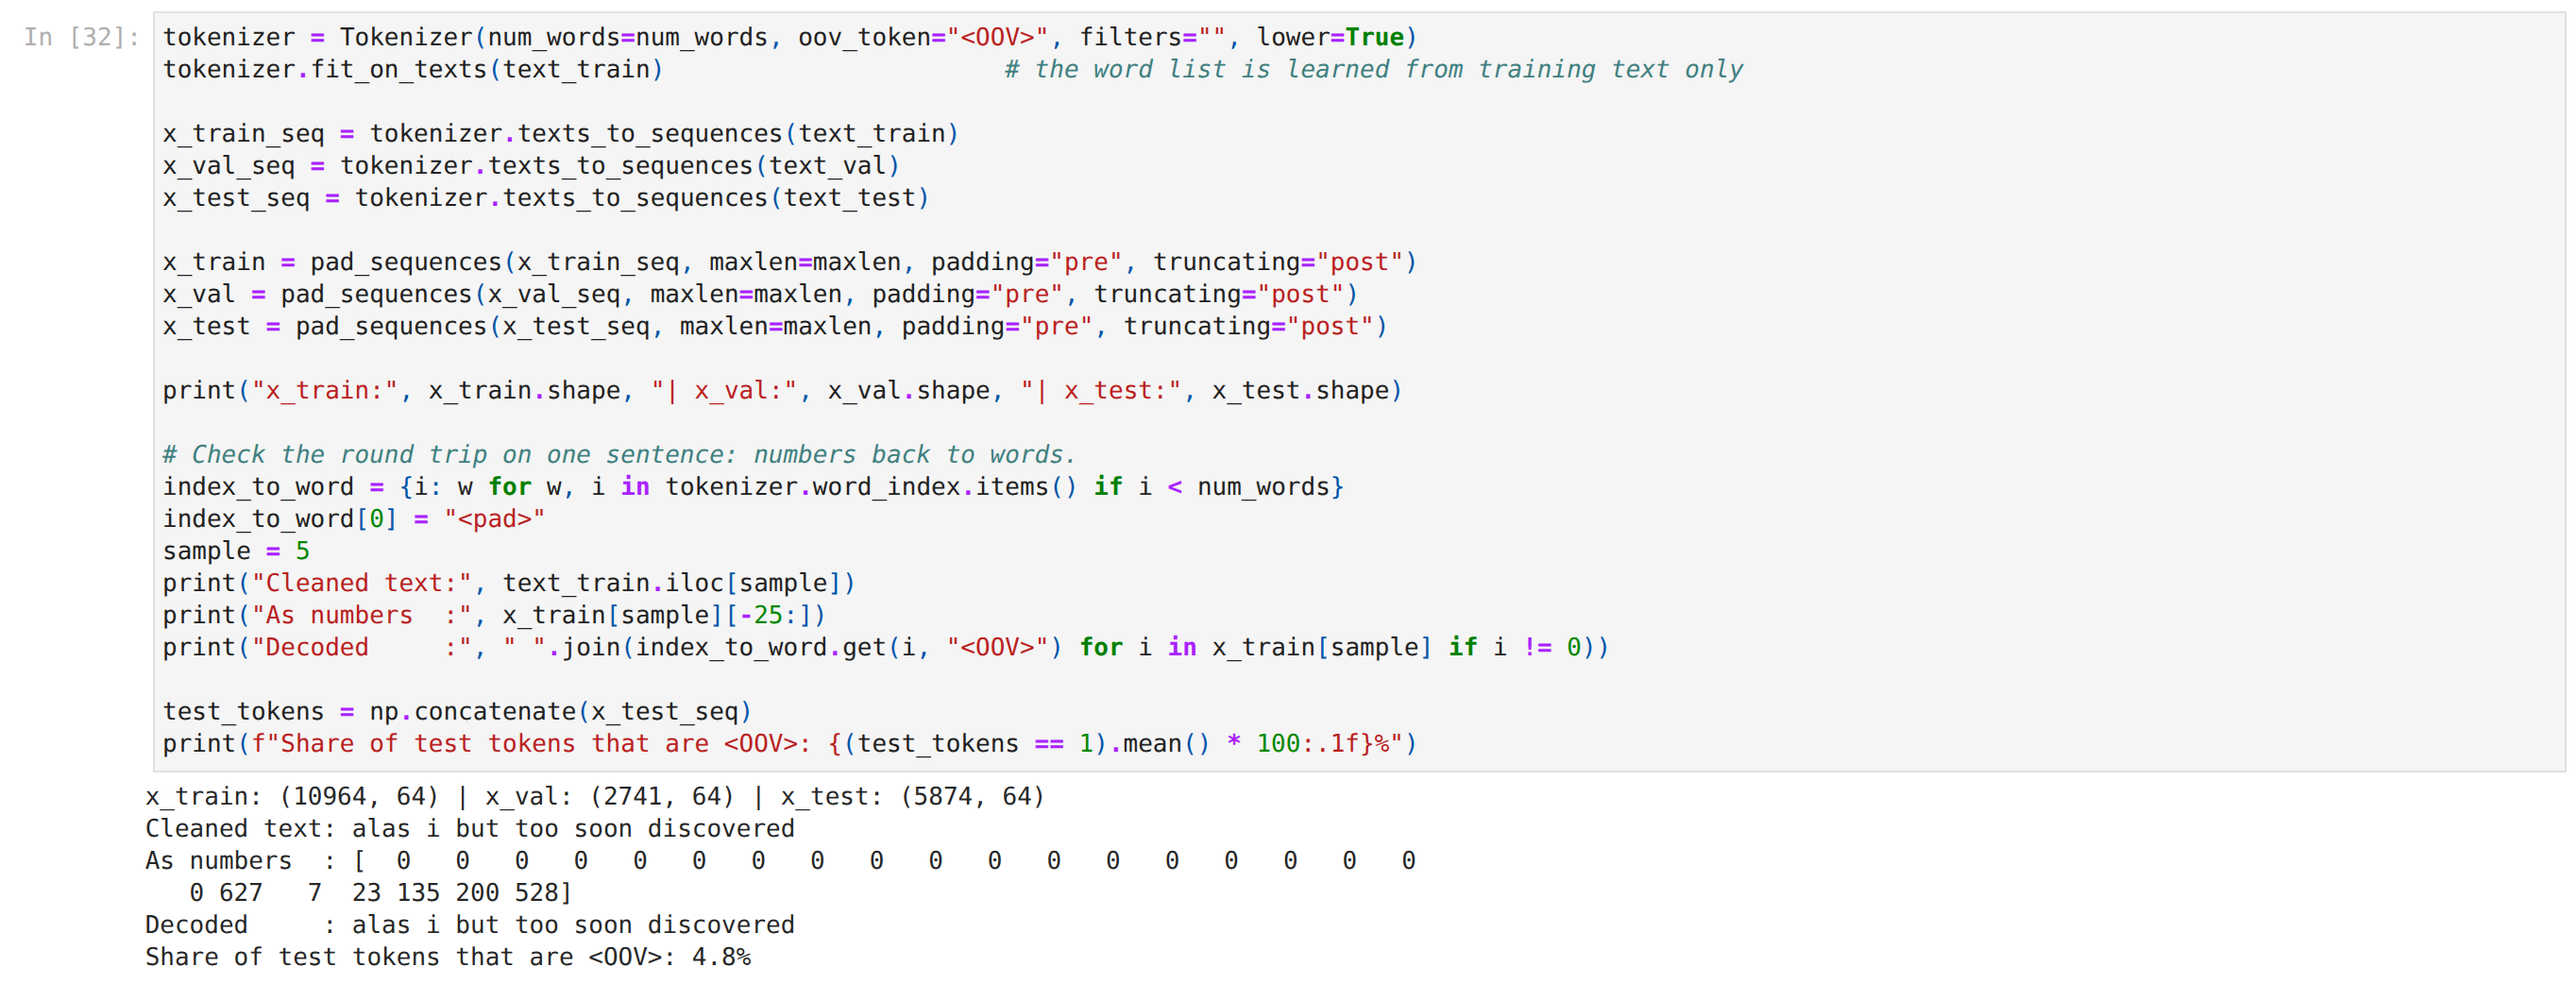 In [32]:
tokenizer = Tokenizer(num_words=num_words, oov_token="<OOV>", filters="", lower=True)
tokenizer.fit_on_texts(text_train)                       # the word list is learned from training text only

x_train_seq = tokenizer.texts_to_sequences(text_train)
x_val_seq = tokenizer.texts_to_sequences(text_val)
x_test_seq = tokenizer.texts_to_sequences(text_test)

x_train = pad_sequences(x_train_seq, maxlen=maxlen, padding="pre", truncating="post")
x_val = pad_sequences(x_val_seq, maxlen=maxlen, padding="pre", truncating="post")
x_test = pad_sequences(x_test_seq, maxlen=maxlen, padding="pre", truncating="post")

print("x_train:", x_train.shape, "| x_val:", x_val.shape, "| x_test:", x_test.shape)

# Check the round trip on one sentence: numbers back to words.
index_to_word = {i: w for w, i in tokenizer.word_index.items() if i < num_words}
index_to_word[0] = "<pad>"
sample = 5
print("Cleaned text:", text_train.iloc[sample])
print("As numbers  :", x_train[sample][-25:])
print("Decoded     :", " ".join(index_to_word.get(i, "<OOV>") for i in x_train[sample] if i != 0))

test_tokens = np.concatenate(x_test_seq)
print(f"Share of test tokens that are <OOV>: {(test_tokens == 1).mean() * 100:.1f}%")
x_train: (10964, 64) | x_val: (2741, 64) | x_test: (5874, 64)
Cleaned text: alas i but too soon discovered
As numbers  : [  0   0   0   0   0   0   0   0   0   0   0   0   0   0   0   0   0   0
   0 627   7  23 135 200 528]
Decoded     : alas i but too soon discovered
Share of test tokens that are <OOV>: 4.8%